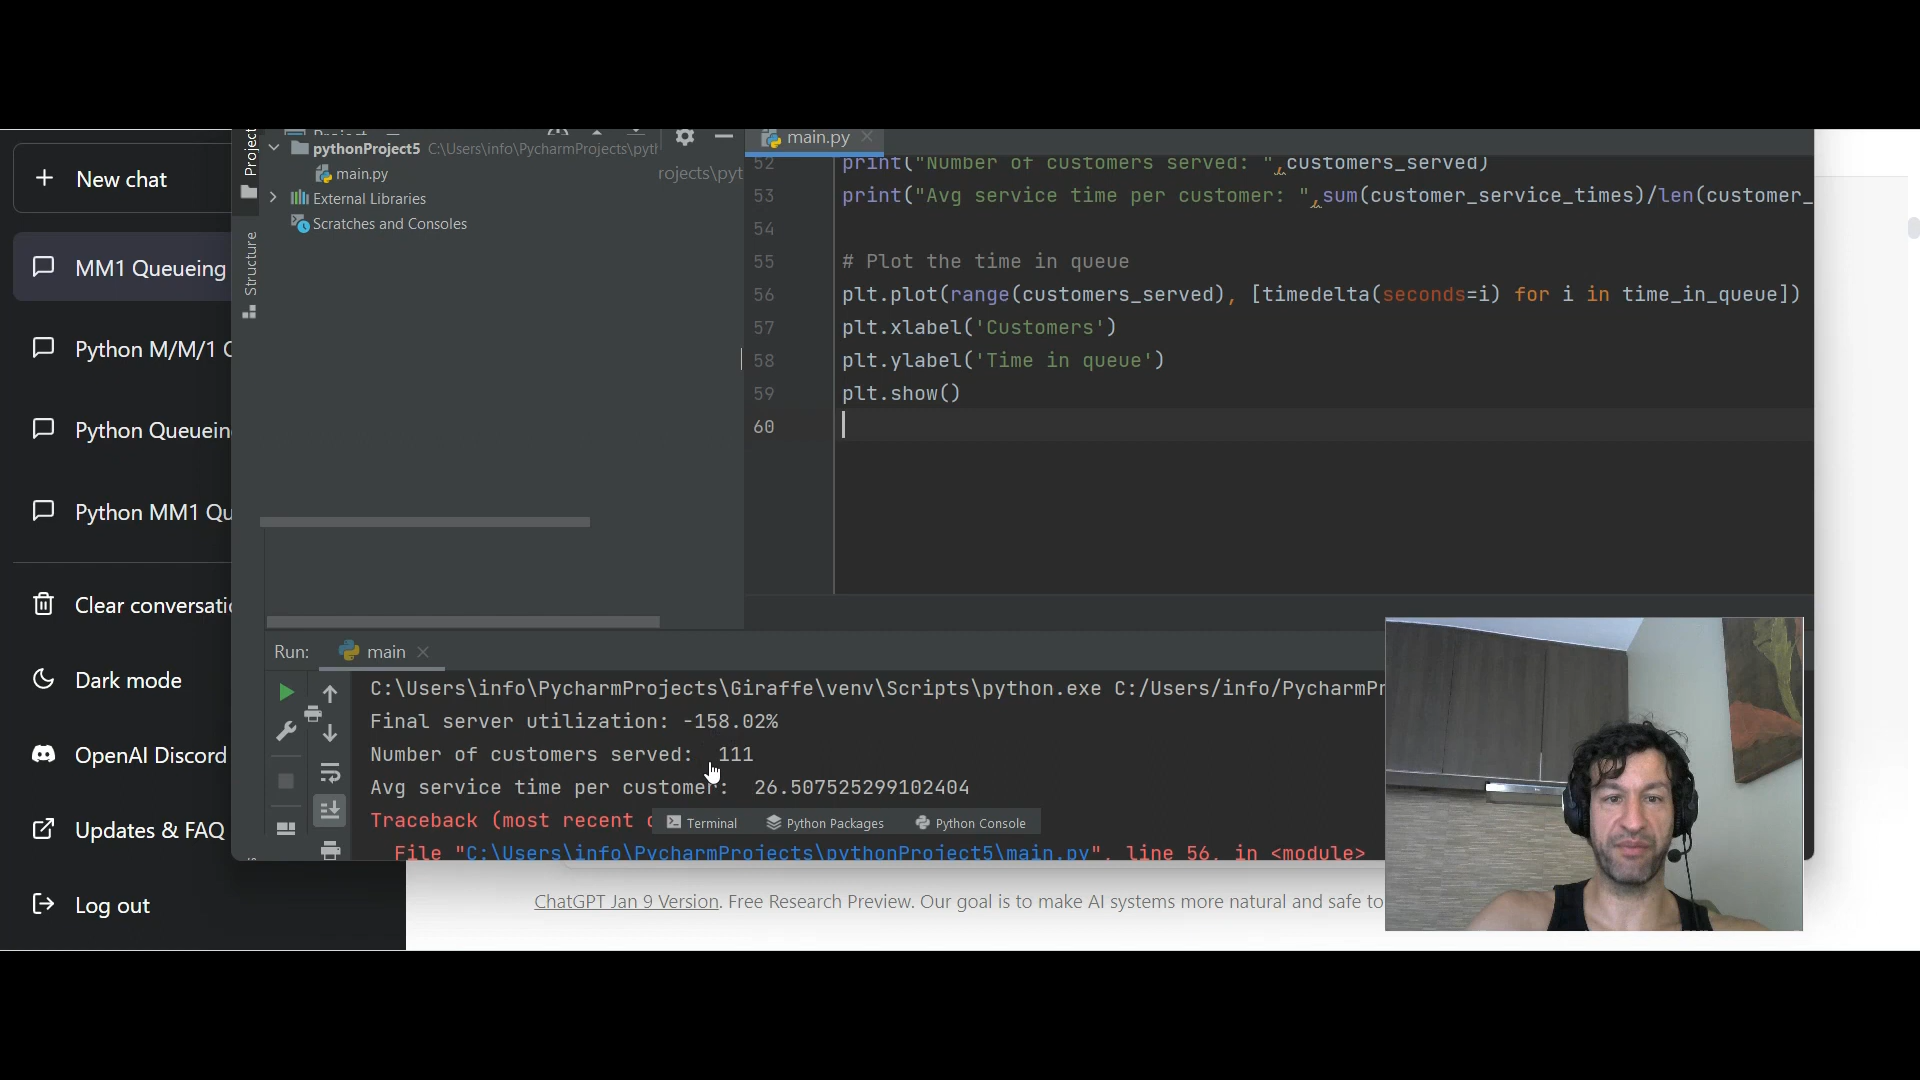 New chat
MM1 Queueing
Python M/M/1
Python Queuein
Python MM1 Qu
Clear conversati
Dark mode
OpenAI Discord
Updates & FAQ
Log out
Project
Structure
pythonProject5 C:\Users\info\PycharmProjects\pyt
main.py
rojects\pyt
External Libraries
Scratches and Consoles
main.py
52 print("Number of customers served: ",customers_served)
53 print("Avg service time per customer: ",sum(customer_service_times)/len(customer_
54
55 # Plot the time in queue
56 plt.plot(range(customers_served), [timedelta(seconds=i) for i in time_in_queue])
57 plt.xlabel('Customers')
58 plt.ylabel('Time in queue')
59 plt.show()
60
Run: main
C:\Users\info\PycharmProjects\Giraffe\venv\Scripts\python.exe C:/Users/info/PycharmPr
Final server utilization: -158.02%
Number of customers served: 111
Avg service time per customer: 26.507525299102404
Traceback (most recent
Terminal Python Packages Python Console
File "C:\Users\info\PycharmProjects\pythonProject5\main.py", line 56, in <module>
ChatGPT Jan 9 Version. Free Research Preview. Our goal is to make AI systems more natural and safe to